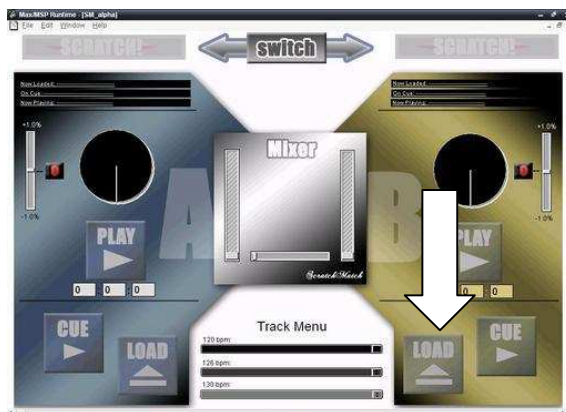 Max/MSP Runtime - [SM_alpha]
File Edit Window Help
SCRATCH!
switch
SCRATCH!
Now Loaded:
On Cue:
Now Playing:
Now Loaded:
On Cue:
Now Playing:
+1.0%
-1.0%
+1.0%
-1.0%
Mixer
A
B
ScratchMatch
PLAY
0 : 0 : 0
PLAY
0 0
CUE
LOAD
Track Menu
120 bpm:
126 bpm:
130 bpm:
LOAD
CUE